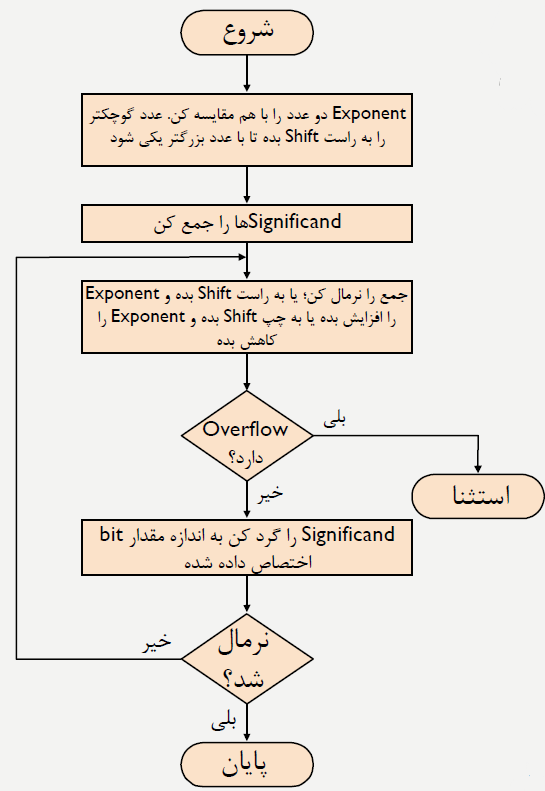 شروع
Exponent دو عدد را با هم مقایسه کن. عدد گوچکتر
را به راست Shift بده تا با عدد بزرگتر یکی شود
Significandها را جمع کن
جمع را نرمال کن؛ یا به راست Shift بده و Exponent
را افزایش بده یا به چپ Shift بده و Exponent را
کاهش بده
Overflow
دارد؟
بلی
استثنا
خیر
Significand را گرد کن به اندازه مقدار bit
اختصاص داده شده
نرمال
شد؟
خیر
بلی
پایان